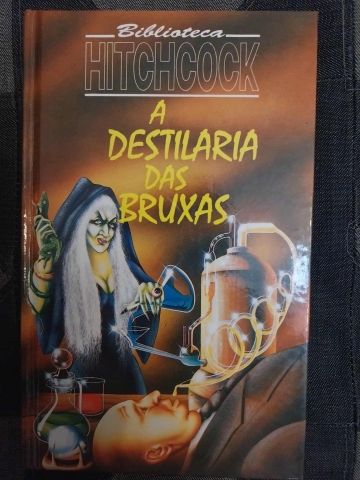 Biblioteca
HITCHCOCK
A
DESTILARIA
DAS
BRUXAS